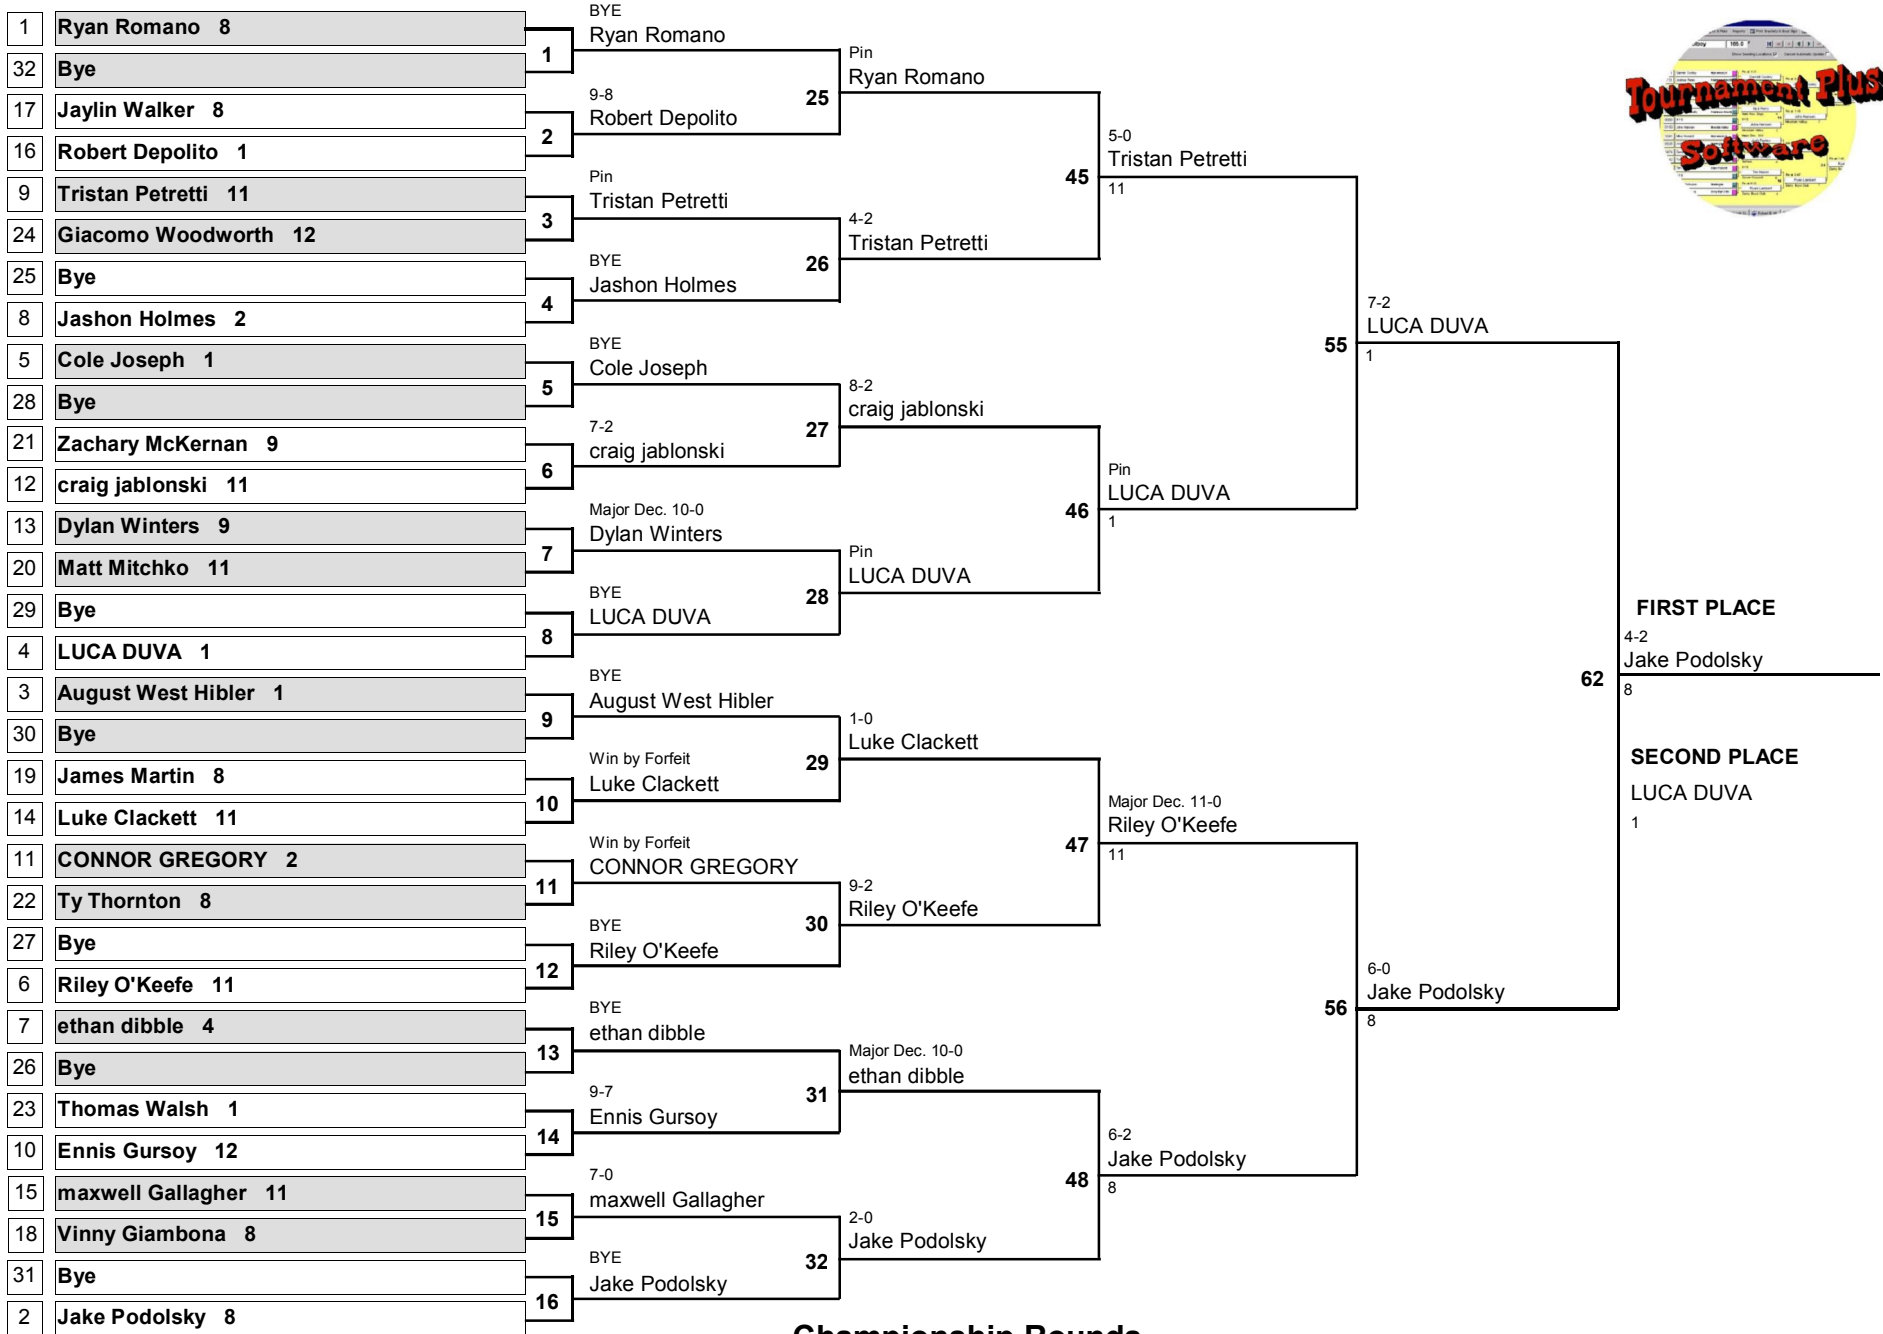 1 Ryan Romano 8
32 Bye
17 Jaylin Walker 8
16 Robert Depolito 1
9 Tristan Petretti 11
24 Giacomo Woodworth 12
25 Bye
8 Jashon Holmes 2
5 Cole Joseph 1
28 Bye
21 Zachary McKernan 9
12 craig jablonski 11
13 Dylan Winters 9
20 Matt Mitchko 11
29 Bye
4 LUCA DUVA 1
3 August West Hibler 1
30 Bye
19 James Martin 8
14 Luke Clackett 11
11 CONNOR GREGORY 2
22 Ty Thornton 8
27 Bye
6 Riley O'Keefe 11
7 ethan dibble 4
26 Bye
23 Thomas Walsh 1
10 Ennis Gursoy 12
15 maxwell Gallagher 11
18 Vinny Giambona 8
31 Bye
2 Jake Podolsky 8
BYE
Ryan Romano
1
9-8
Robert Depolito
2
Pin
Tristan Petretti
3
BYE
Jashon Holmes
4
BYE
Cole Joseph
5
7-2
craig jablonski
6
Major Dec. 10-0
Dylan Winters
7
BYE
LUCA DUVA
8
BYE
August West Hibler
9
Win by Forfeit
Luke Clackett
10
Win by Forfeit
CONNOR GREGORY
11
BYE
Riley O'Keefe
12
BYE
ethan dibble
13
9-7
Ennis Gursoy
14
7-0
maxwell Gallagher
15
BYE
Jake Podolsky
16
Pin
Ryan Romano
25
4-2
Tristan Petretti
26
8-2
craig jablonski
27
Pin
LUCA DUVA
28
1-0
Luke Clackett
29
9-2
Riley O'Keefe
30
Major Dec. 10-0
ethan dibble
31
2-0
Jake Podolsky
32
5-0
Tristan Petretti
45
11
Pin
LUCA DUVA
46
1
Major Dec. 11-0
Riley O'Keefe
47
11
6-2
Jake Podolsky
48
8
7-2
LUCA DUVA
55
1
6-0
Jake Podolsky
56
8
FIRST PLACE
4-2
Jake Podolsky
62
8
SECOND PLACE
LUCA DUVA
1
Tournament Plus
Software
Championship Rounds